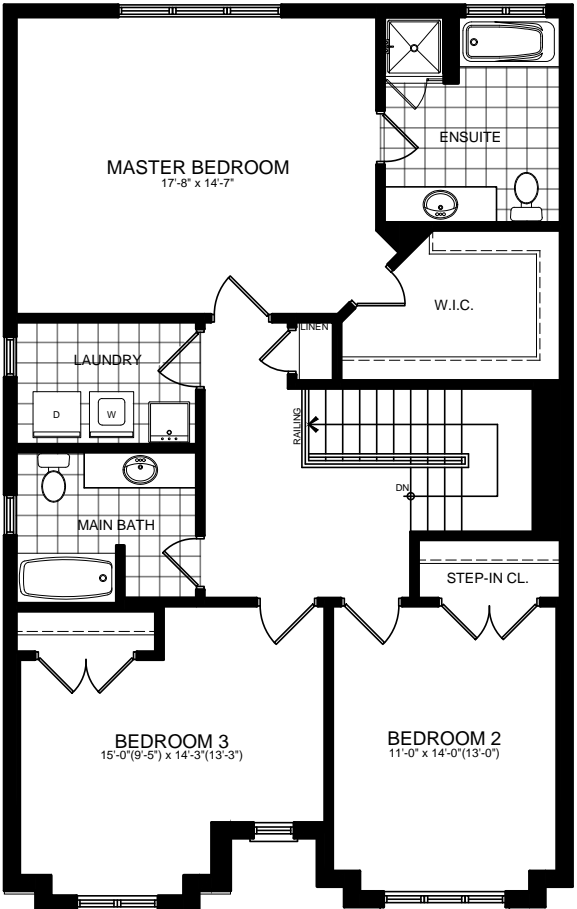 ENSUITE
MASTER BEDROOM
17'-8" x 14'-7"
W.I.C.
LINEN
LAUNDRY
D
W
RAILING
DN
MAIN BATH
STEP-IN CL.
BEDROOM 3
15'-0"(9'-5") x 14'-3"(13'-3")
BEDROOM 2
11'-0" x 14'-0"(13'-0")